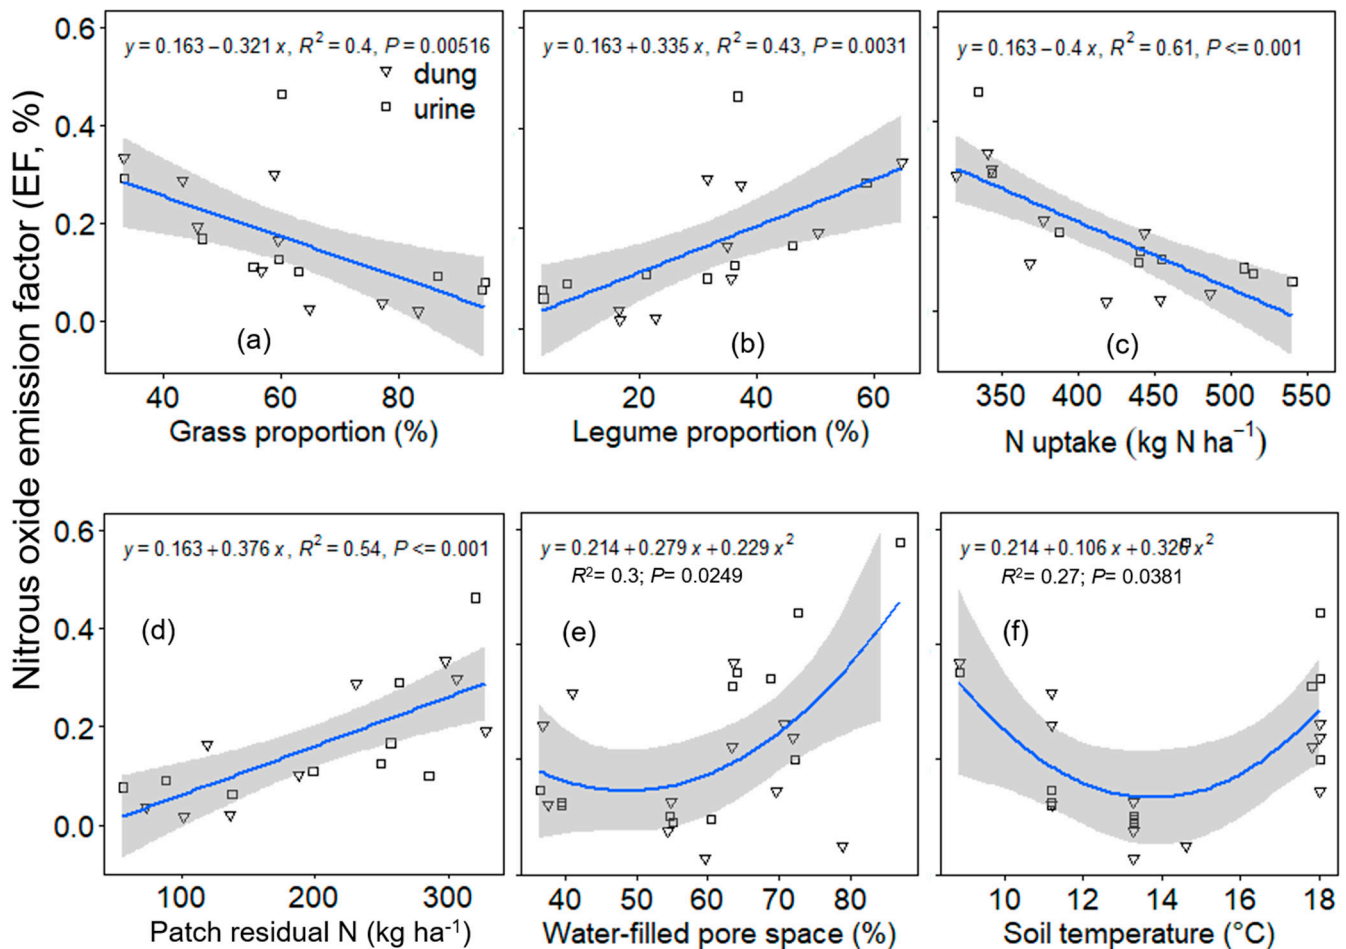 Nitrous oxide emission factor (EF, %)
0.6
0.4
0.2
0.0
y = 0.163 – 0.321 x, R² = 0.4, P = 0.00516
dung
urine
(a)
40 60 80
Grass proportion (%)
y = 0.163 + 0.335 x, R² = 0.43, P = 0.0031
(b)
20 40 60
Legume proportion (%)
y = 0.163 – 0.4 x, R² = 0.61, P <= 0.001
(c)
350 400 450 500 550
N uptake (kg N ha⁻¹)
0.6
0.4
0.2
0.0
y = 0.163 + 0.376 x, R² = 0.54, P <= 0.001
(d)
100 200 300
Patch residual N (kg ha⁻¹)
y = 0.214 + 0.279 x + 0.229 x²
R²= 0.3; P= 0.0249
(e)
40 50 60 70 80
Water-filled pore space (%)
y = 0.214 + 0.106 x + 0.326 x²
R²= 0.27; P= 0.0381
(f)
10 12 14 16 18
Soil temperature (°C)